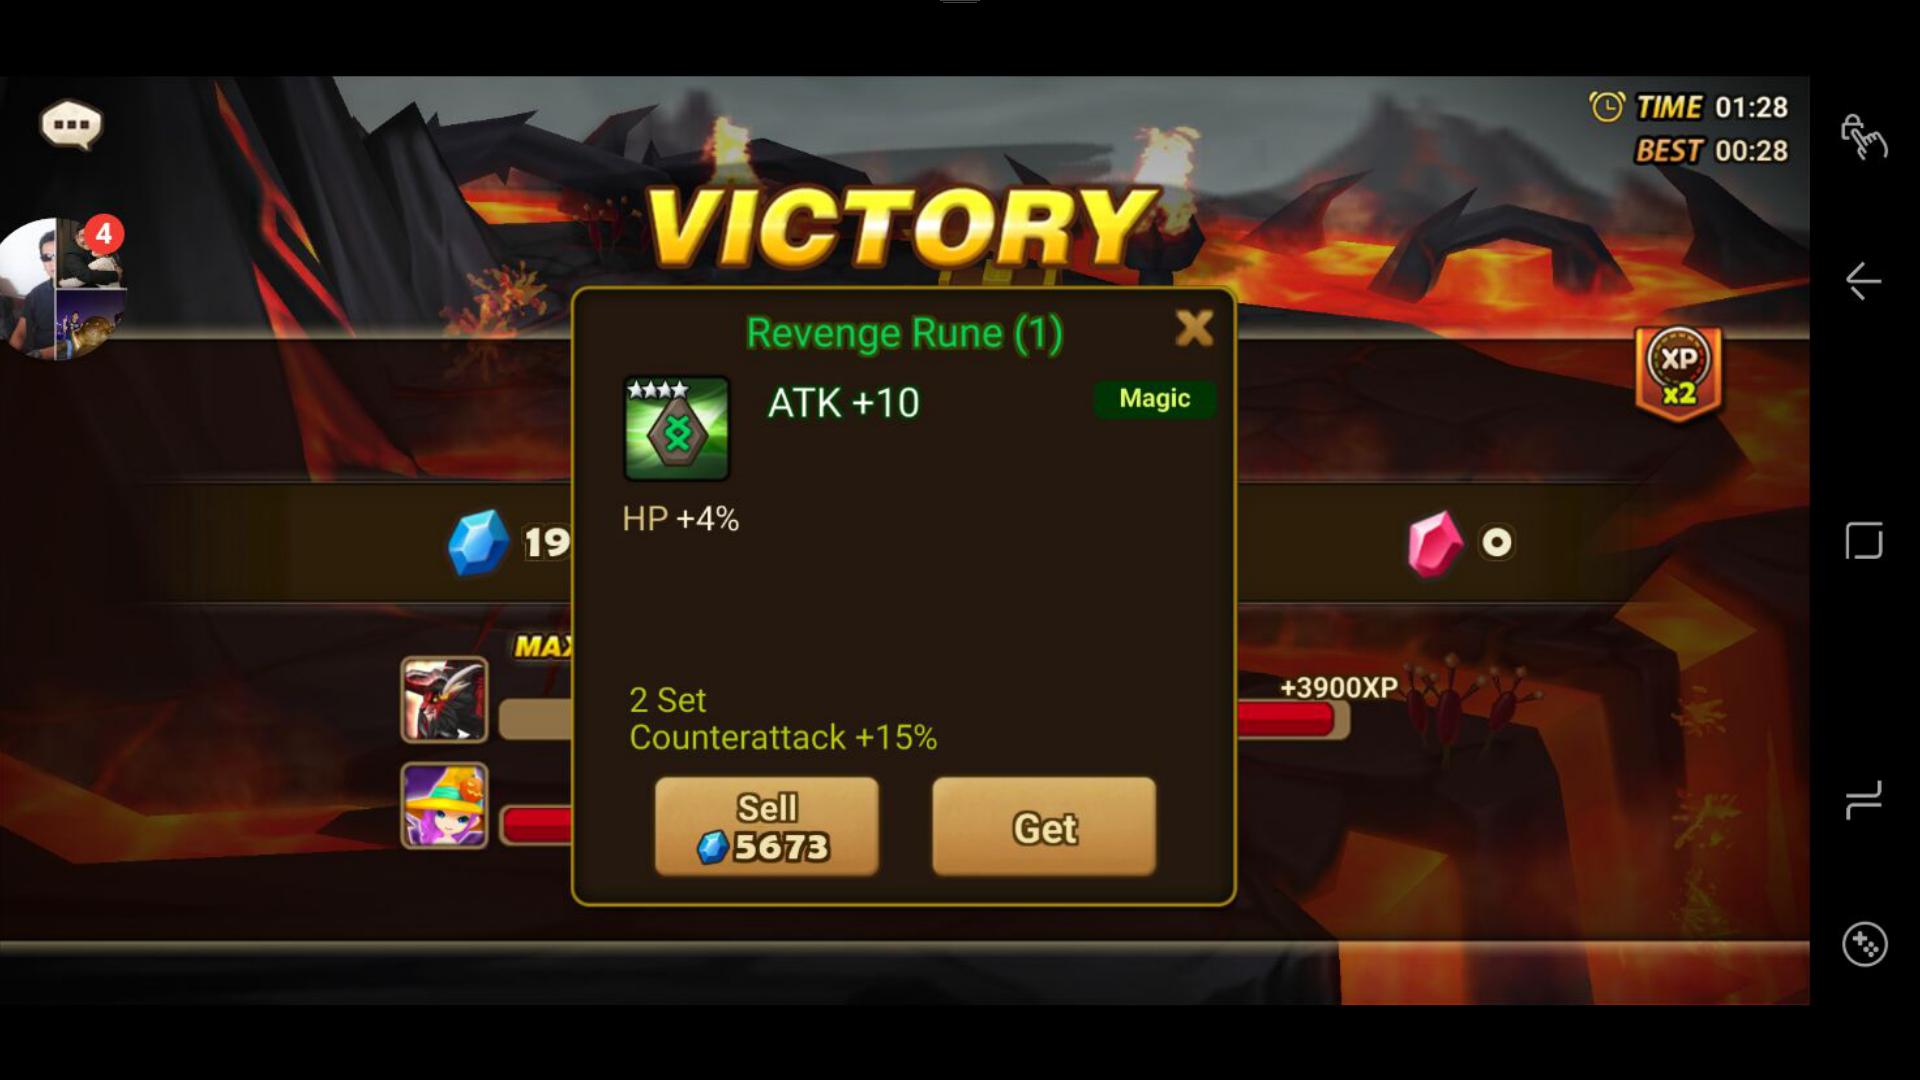 TIME 01:28
BEST 00:28
4
VICTORY
Revenge Rune (1)
XP
x2
ATK +10
Magic
HP +4%
19
0
MAX
+3900XP
2 Set
Counterattack +15%
Sell
5673
Get